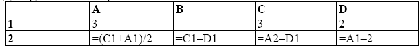 A B C D
1 3 3 2
2 =(C1+A1)/2 =C1–D1 =A2–D1 =A1–2